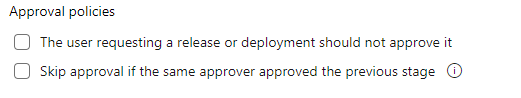 Approval policies
The user requesting a release or deployment should not approve it
Skip approval if the same approver approved the previous stage